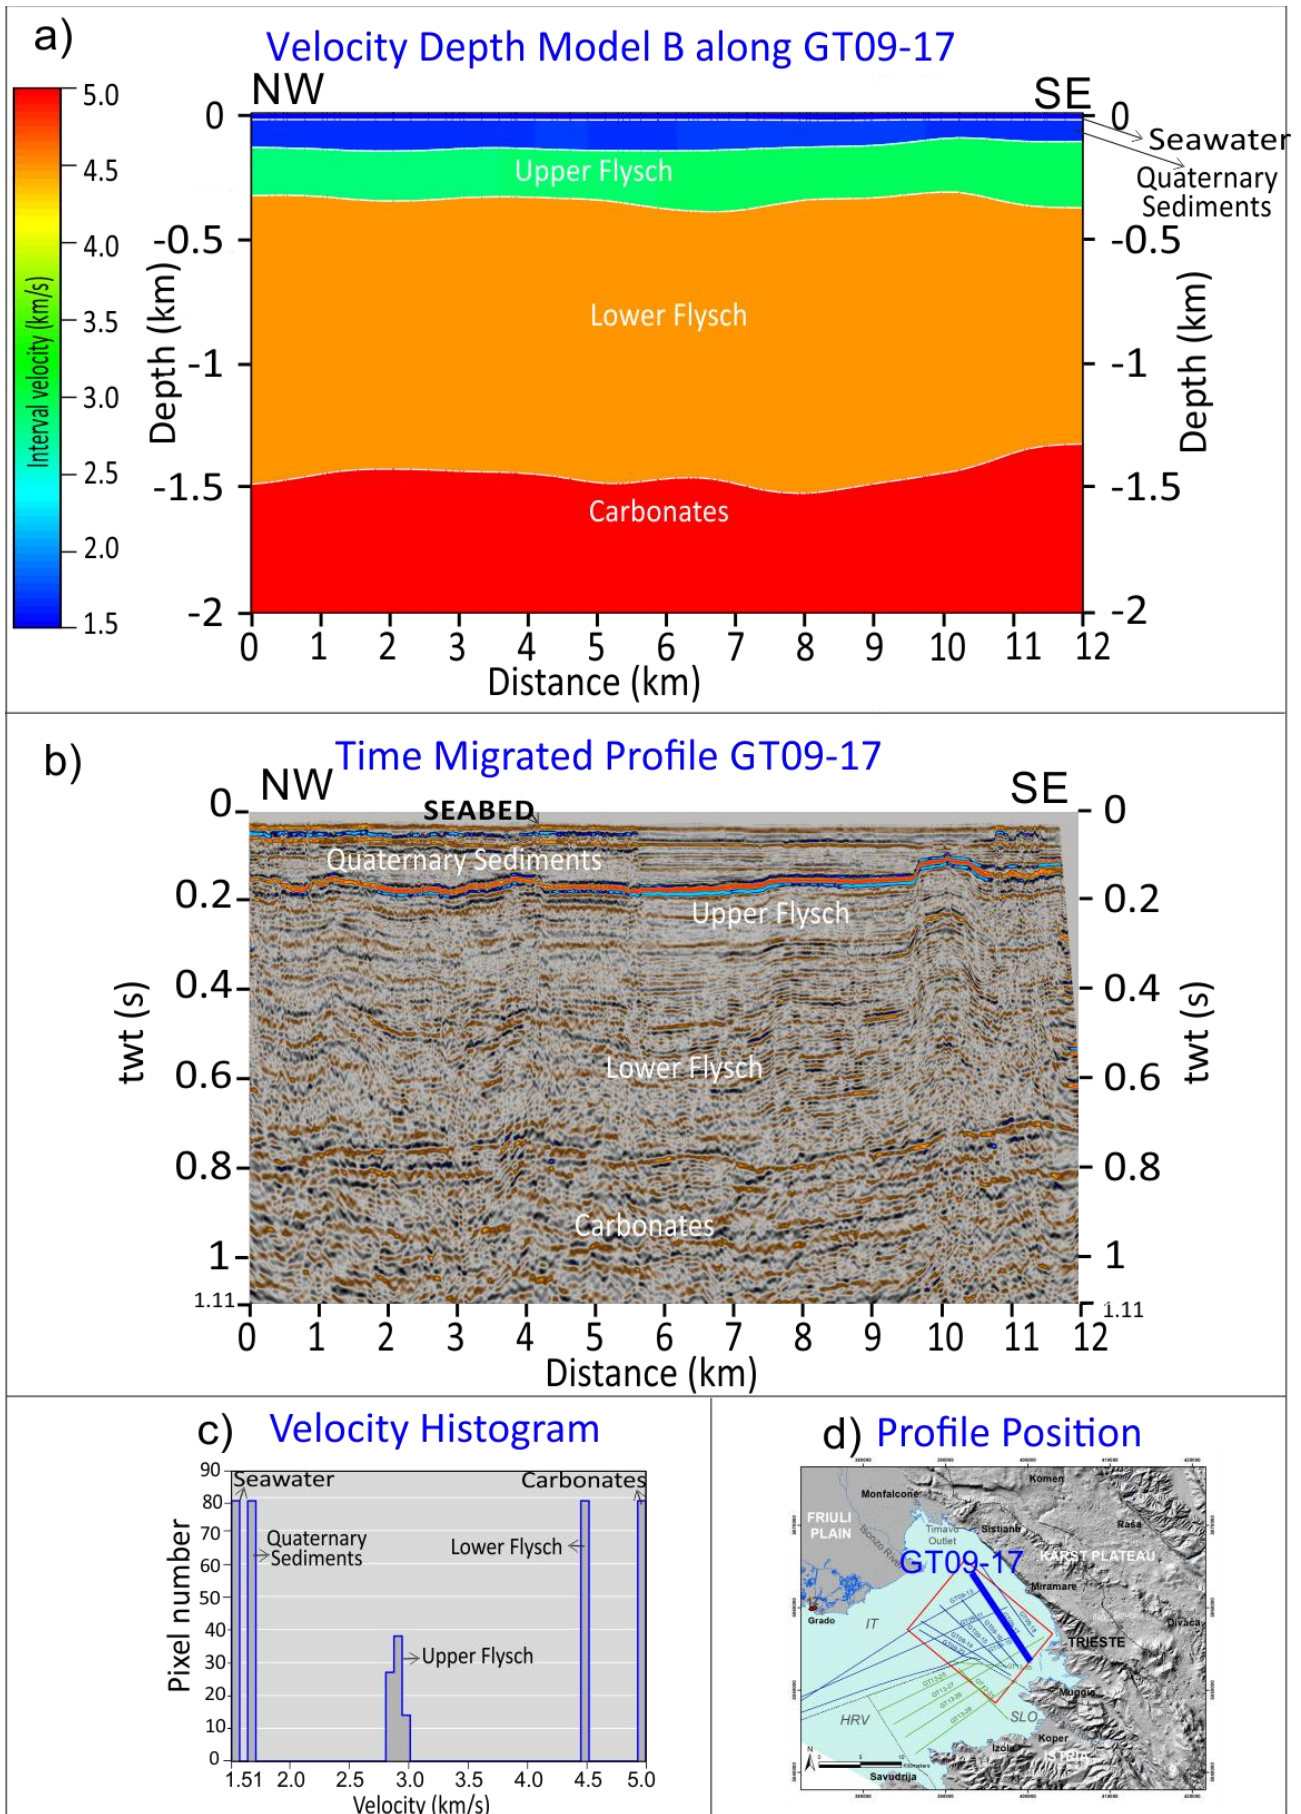 a)
Velocity Depth Model B along GT09-17
NW
SE
5.0
4.5
4.0
3.5
3.0
2.5
2.0
1.5
Interval velocity (km/s)
0
-0.5
-1
-1.5
-2
Depth (km)
Upper Flysch
Lower Flysch
Carbonates
0
-0.5
-1
-1.5
-2
Depth (km)
Seawater
Quaternary
Sediments
0 1 2 3 4 5 6 7 8 9 10 11 12
Distance (km)
b)
Time Migrated Profile GT09-17
NW
SE
SEABED
0
0.2
0.4
0.6
0.8
1
1.11
twt (s)
Quaternary Sediments
Upper Flysch
Lower Flysch
Carbonates
0
0.2
0.4
0.6
0.8
1
1.11
twt (s)
0 1 2 3 4 5 6 7 8 9 10 11 12
Distance (km)
c)
Velocity Histogram
90
80
70
60
50
40
30
20
10
0
Pixel number
Seawater
Carbonates
Quaternary
Sediments
Lower Flysch
Upper Flysch
1.51 2.0 2.5 3.0 3.5 4.0 4.5 5.0
Velocity (km/s)
d)
Profile Position
Komen
Monfalcone
FRIULI
PLAIN
Isonzo River
Timavo
Outlet
Sistiana
Raša
GT09-17
KARST PLATEAU
Miramare
Grado
IT
TRIESTE
Divača
Muggia
HRV
SLO
Koper
Izola
ISTRIA
Savudrija
N